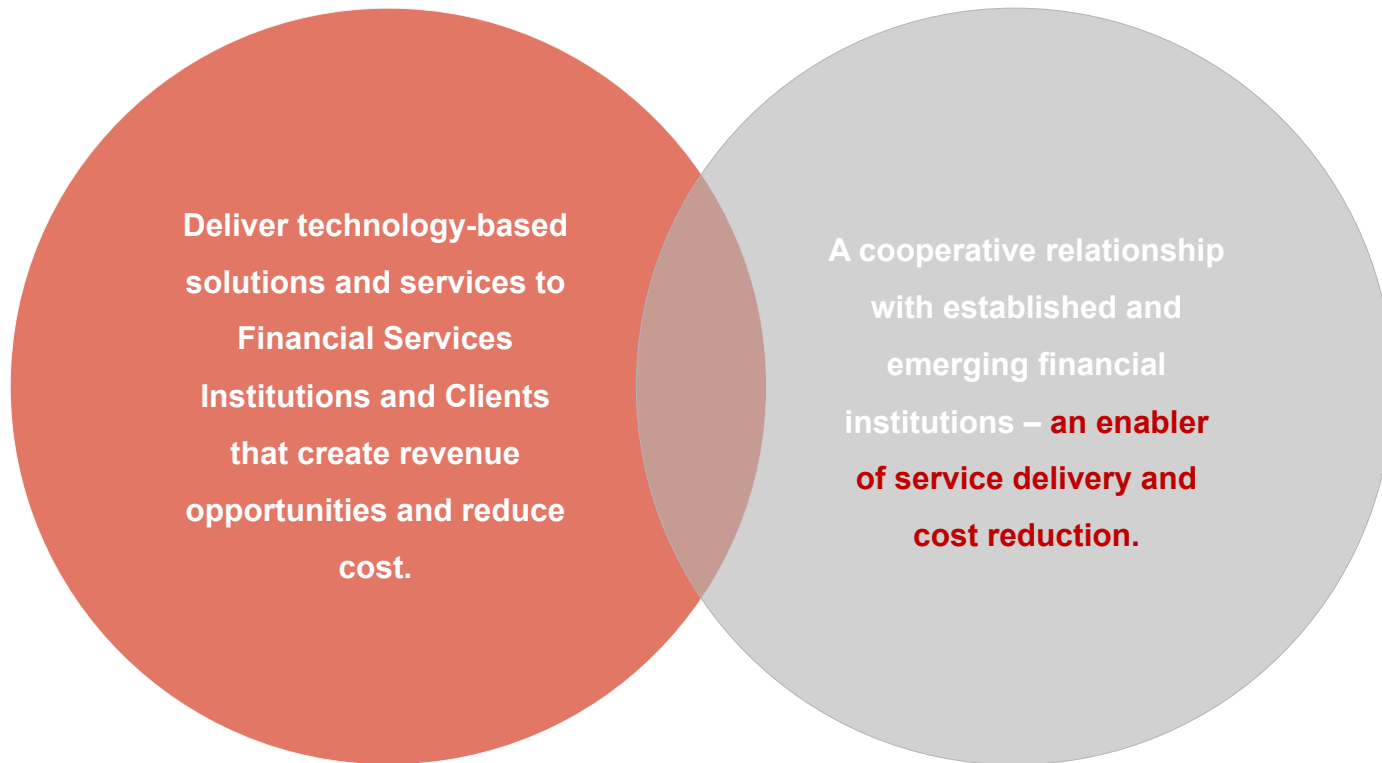 Deliver technology-based
solutions and services to
Financial Services
Institutions and Clients
that create revenue
opportunities and reduce
cost.
A cooperative relationship
with established and
emerging financial
institutions – an enabler
of service delivery and
cost reduction.